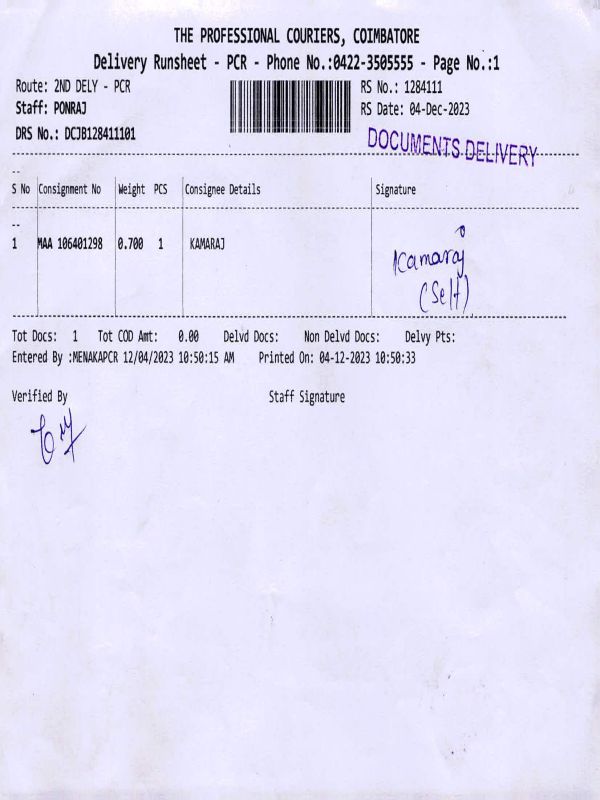 THE PROFESSIONAL COURIERS, COIMBATORE
Delivery Runsheet - PCR - Phone No.:0422-3505555 - Page No.:1
Route: 2ND DELY - PCR RS No.: 1284111
Staff: PONRAJ RS Date: 04-Dec-2023
DRS No.: DCJB128411101
DOCUMENTS DELIVERY
S No Consignment No Weight PCS Consignee Details Signature
1 MAA 106401298 0.700 1 KAMARAJ
Kamaraj
(Self)
Tot Docs: 1 Tot COD Amt: 0.00 Delvd Docs: Non Delvd Docs: Delvy Pts:
Entered By :MENAKAPCR 12/04/2023 10:50:15 AM Printed On: 04-12-2023 10:50:33
Verified By Staff Signature